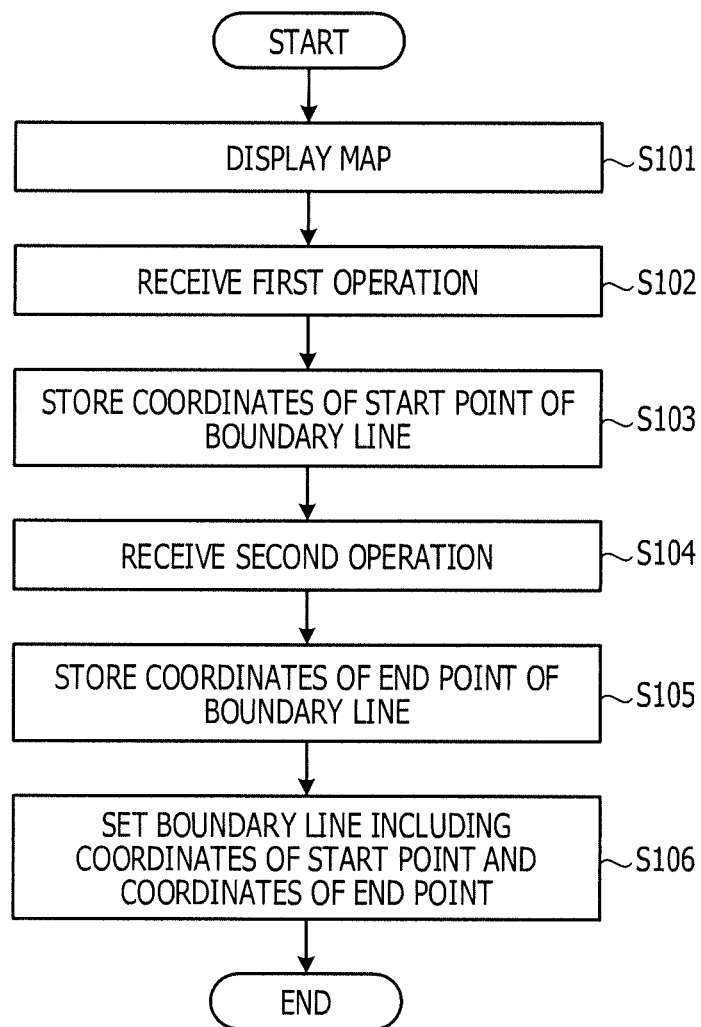 START
DISPLAY MAP
S101
RECEIVE FIRST OPERATION
S102
STORE COORDINATES OF START POINT OF
BOUNDARY LINE
S103
RECEIVE SECOND OPERATION
S104
STORE COORDINATES OF END POINT OF
BOUNDARY LINE
S105
SET BOUNDARY LINE INCLUDING
COORDINATES OF START POINT AND
COORDINATES OF END POINT
S106
END